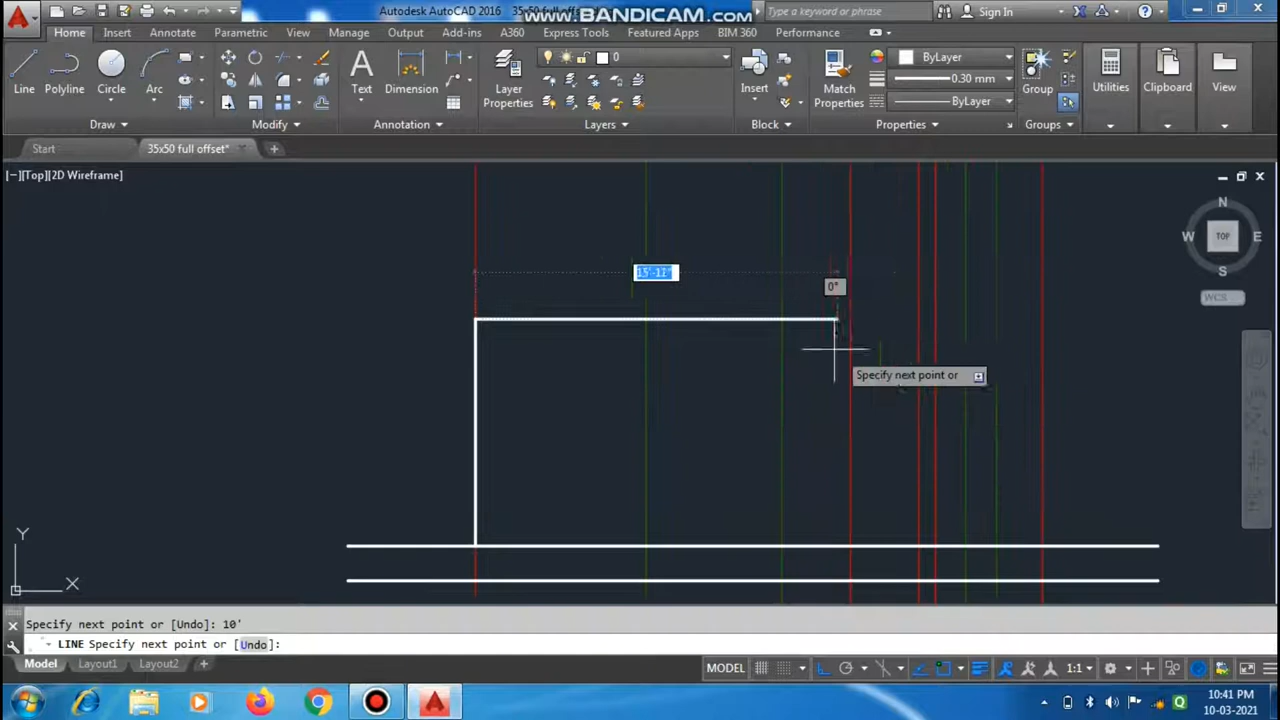 Autodesk AutoCAD 2016 35x50 full offset
www.BANDICAM.com
Type a keyword or phrase
Sign In
Home Insert Annotate Parametric View Manage Output Add-ins A360 Express Tools Featured Apps BIM 360 Performance
Line Polyline Circle Arc
Text Dimension
Layer Properties
0
Insert
Match Properties
ByLayer
0.30 mm
ByLayer
Group
Utilities
Clipboard
View
Draw Modify Annotation Layers Block Properties Groups
Start 35x50 full offset*
[−][Top][2D Wireframe]
N
W TOP E
S
WCS
15'-11"
0°
Specify next point or
Y
X
Specify next point or [Undo]: 10'
LINE Specify next point or [Undo]:
Model Layout1 Layout2 +
MODEL
1:1
10:41 PM
10-03-2021